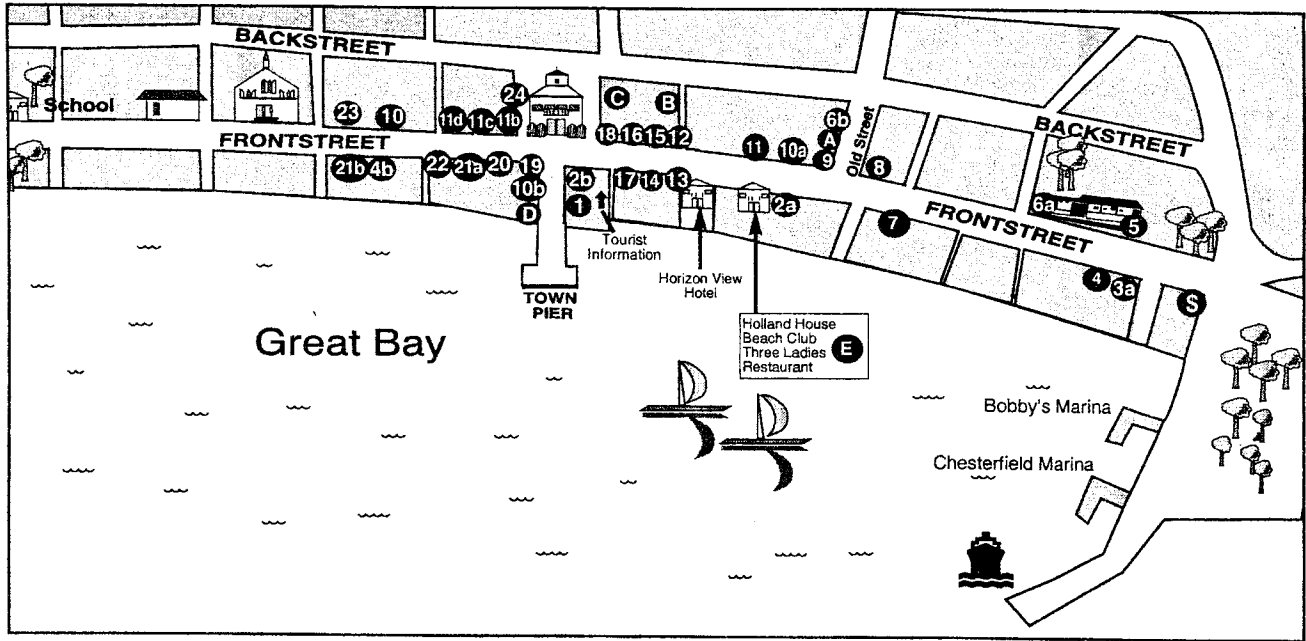 BACKSTREET
School
23
10
11d
11c
11b
24
C
B
18
16
15
12
11
10a
6b
A
9
Old Street
8
BACKSTREET
FRONTSTREET
21b
4b
22
21a
20
19
10b
D
2b
1
17
14
13
2a
7
FRONTSTREET
6a
5
4
3a
S
Tourist
Information
Horizon View
Hotel
TOWN
PIER
Holland House
Beach Club
Three Ladies
Restaurant
E
Great Bay
Bobby's Marina
Chesterfield Marina